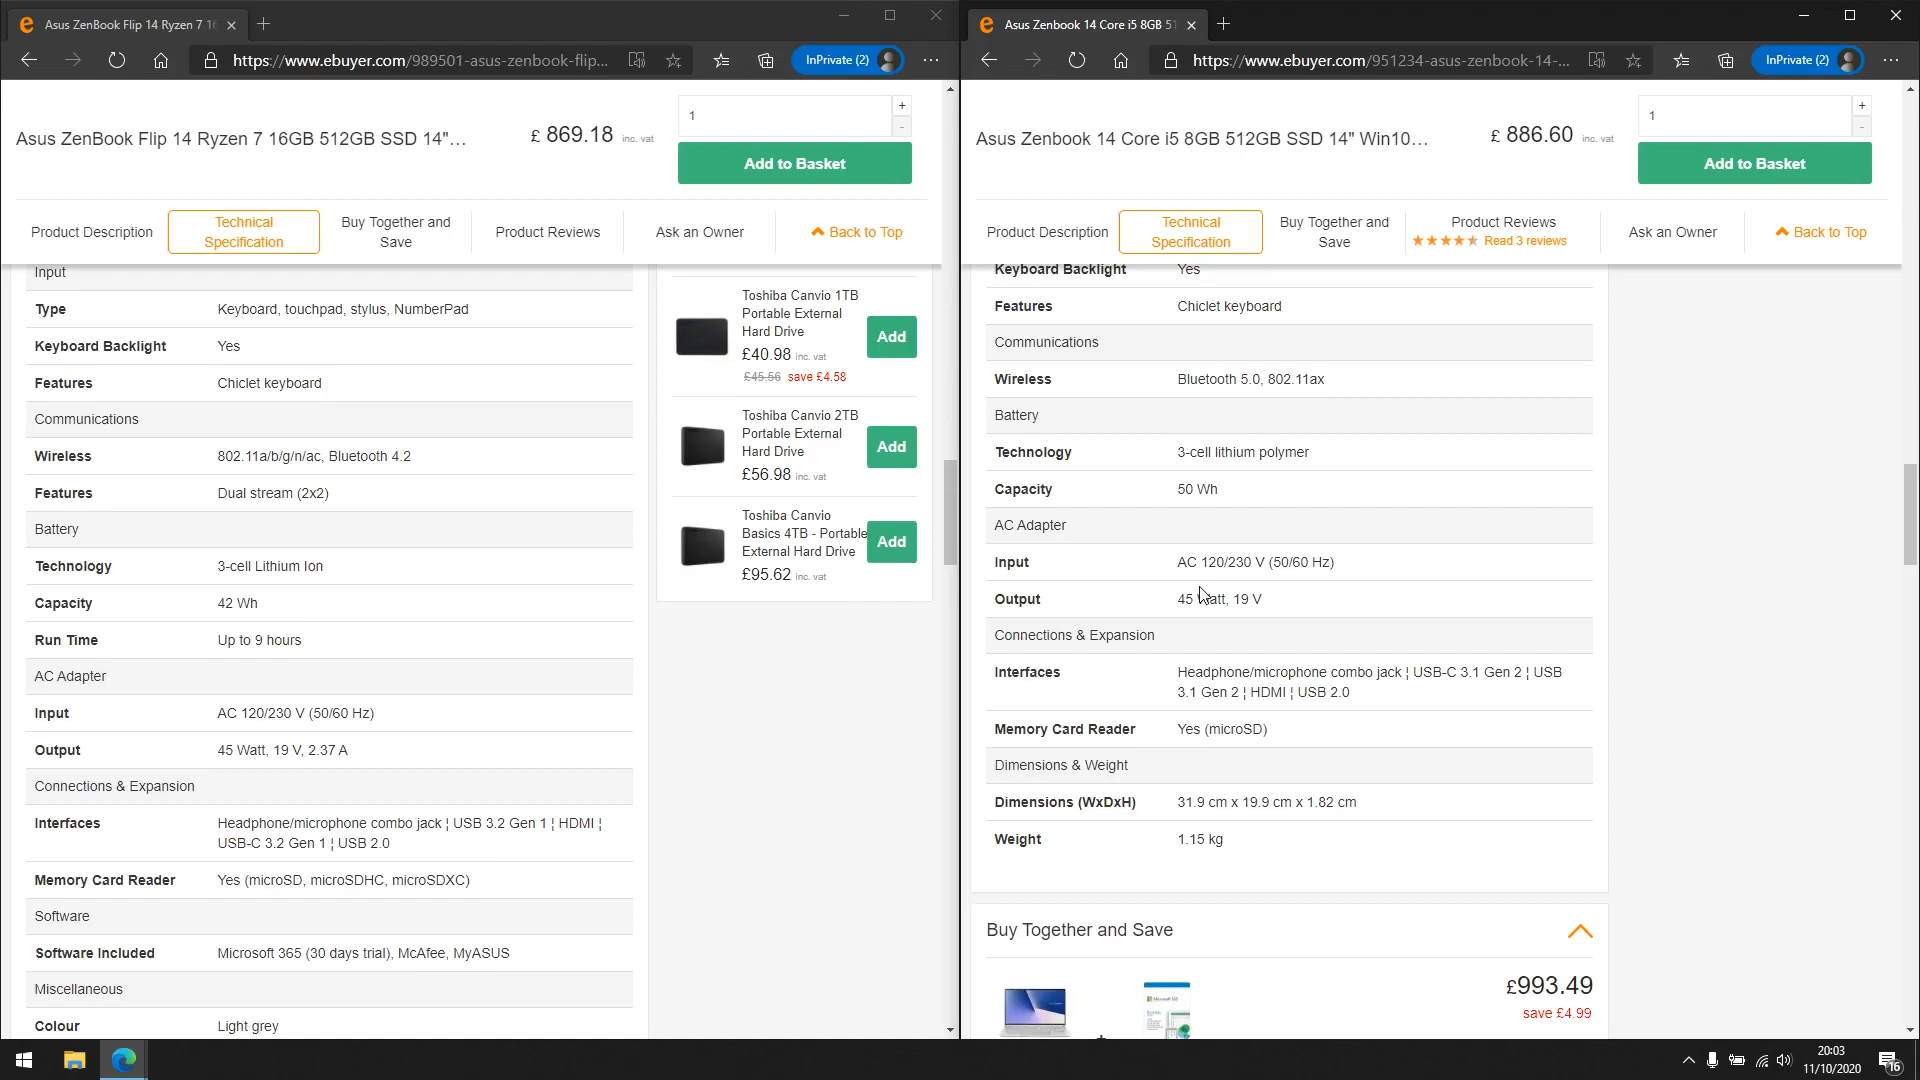 Asus ZenBook Flip 14 Ryzen 7 16
https://www.ebuyer.com/989501-asus-zenbook-flip...
InPrivate (2)
Asus ZenBook Flip 14 Ryzen 7 16GB 512GB SSD 14"...
£ 869.18 inc. vat
1
+
-
Add to Basket
Product Description
Technical
Specification
Buy Together and
Save
Product Reviews
Ask an Owner
Back to Top
Input
Type Keyboard, touchpad, stylus, NumberPad
Keyboard Backlight Yes
Features Chiclet keyboard
Communications
Wireless 802.11a/b/g/n/ac, Bluetooth 4.2
Features Dual stream (2x2)
Battery
Technology 3-cell Lithium Ion
Capacity 42 Wh
Run Time Up to 9 hours
AC Adapter
Input AC 120/230 V (50/60 Hz)
Output 45 Watt, 19 V, 2.37 A
Connections & Expansion
Interfaces Headphone/microphone combo jack ¦ USB 3.2 Gen 1 ¦ HDMI ¦
USB-C 3.2 Gen 1 ¦ USB 2.0
Memory Card Reader Yes (microSD, microSDHC, microSDXC)
Software
Software Included Microsoft 365 (30 days trial), McAfee, MyASUS
Miscellaneous
Colour Light grey
Toshiba Canvio 1TB
Portable External
Hard Drive
£40.98 inc. vat
£45.56 save £4.58
Add
Toshiba Canvio 2TB
Portable External
Hard Drive
£56.98 inc. vat
Add
Toshiba Canvio
Basics 4TB - Portable
External Hard Drive
£95.62 inc. vat
Add
Asus Zenbook 14 Core i5 8GB 51
https://www.ebuyer.com/951234-asus-zenbook-14-...
InPrivate (2)
Asus Zenbook 14 Core i5 8GB 512GB SSD 14" Win10...
£ 886.60 inc. vat
1
+
-
Add to Basket
Product Description
Technical
Specification
Buy Together and
Save
Product Reviews
Read 3 reviews
Ask an Owner
Back to Top
Keyboard Backlight Yes
Features Chiclet keyboard
Communications
Wireless Bluetooth 5.0, 802.11ax
Battery
Technology 3-cell lithium polymer
Capacity 50 Wh
AC Adapter
Input AC 120/230 V (50/60 Hz)
Output 45 Watt, 19 V
Connections & Expansion
Interfaces Headphone/microphone combo jack ¦ USB-C 3.1 Gen 2 ¦ USB
3.1 Gen 2 ¦ HDMI ¦ USB 2.0
Memory Card Reader Yes (microSD)
Dimensions & Weight
Dimensions (WxDxH) 31.9 cm x 19.9 cm x 1.82 cm
Weight 1.15 kg
Buy Together and Save
Microsoft 365
£993.49
save £4.99
20:03
11/10/2020
16